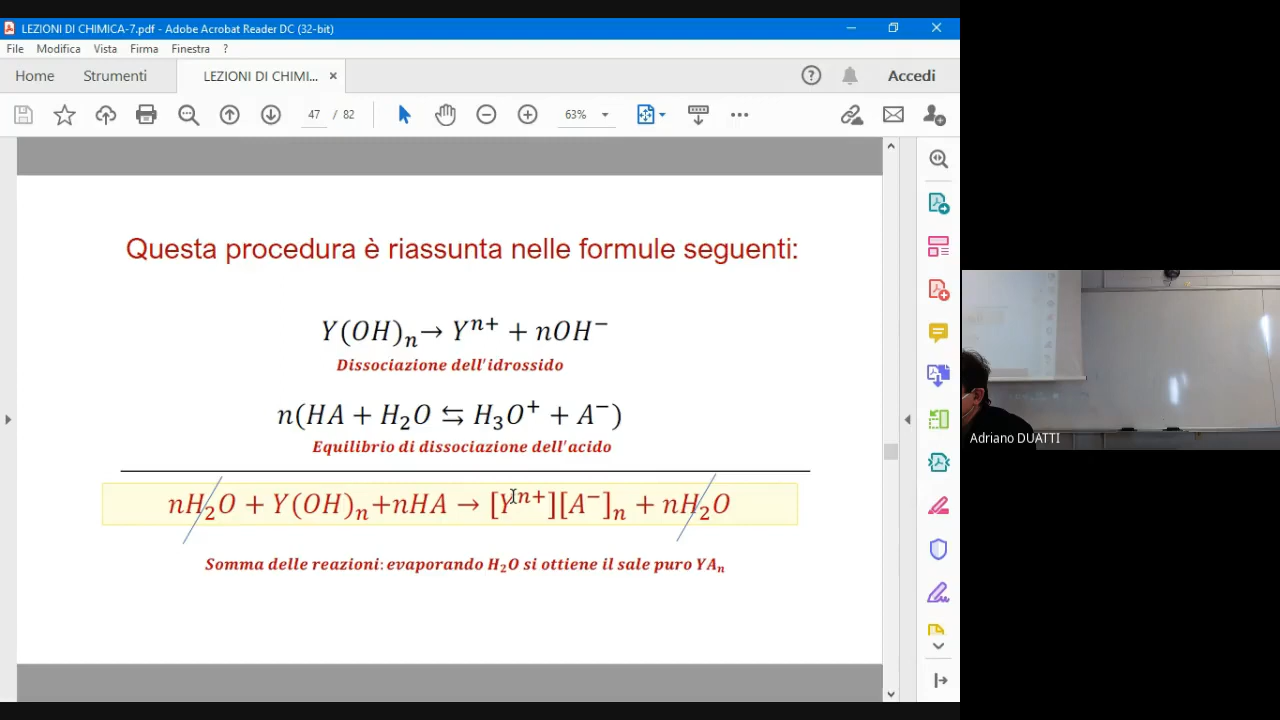 LEZIONI DI CHIMICA-7.pdf - Adobe Acrobat Reader DC (32-bit)
File Modifica Vista Firma Finestra ?
Home Strumenti LEZIONI DI CHIMI... × Accedi
47 / 82 63%
Questa procedura è riassunta nelle formule seguenti:
Y(OH)ₙ→ Yⁿ⁺ + nOH⁻
Dissociazione dell'idrossido
n(HA + H₂O ⇆ H₃O⁺ + A⁻)
Equilibrio di dissociazione dell'acido
nH₂O + Y(OH)ₙ+nHA → [Yⁿ⁺][A⁻]ₙ + nH₂O
Somma delle reazioni: evaporando H₂O si ottiene il sale puro YAₙ
Adriano DUATTI